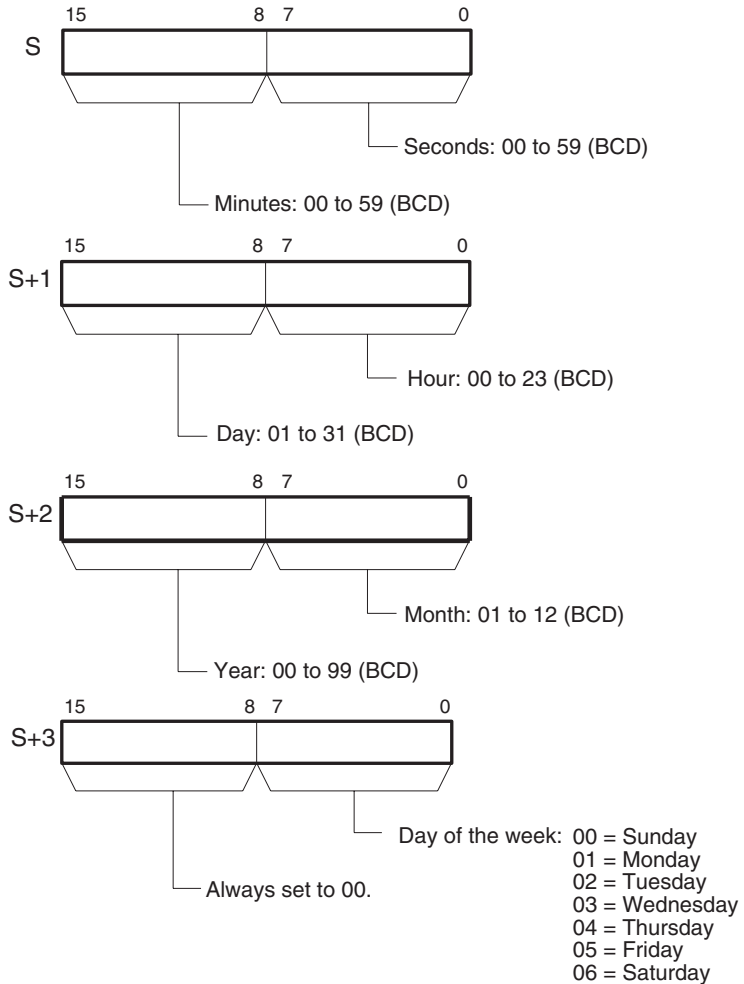 15 8 7 0
S
Seconds: 00 to 59 (BCD)
Minutes: 00 to 59 (BCD)
15 8 7 0
S+1
Hour: 00 to 23 (BCD)
Day: 01 to 31 (BCD)
15 8 7 0
S+2
Month: 01 to 12 (BCD)
Year: 00 to 99 (BCD)
15 8 7 0
S+3
Day of the week: 00 = Sunday
01 = Monday
02 = Tuesday
03 = Wednesday
04 = Thursday
05 = Friday
06 = Saturday
Always set to 00.